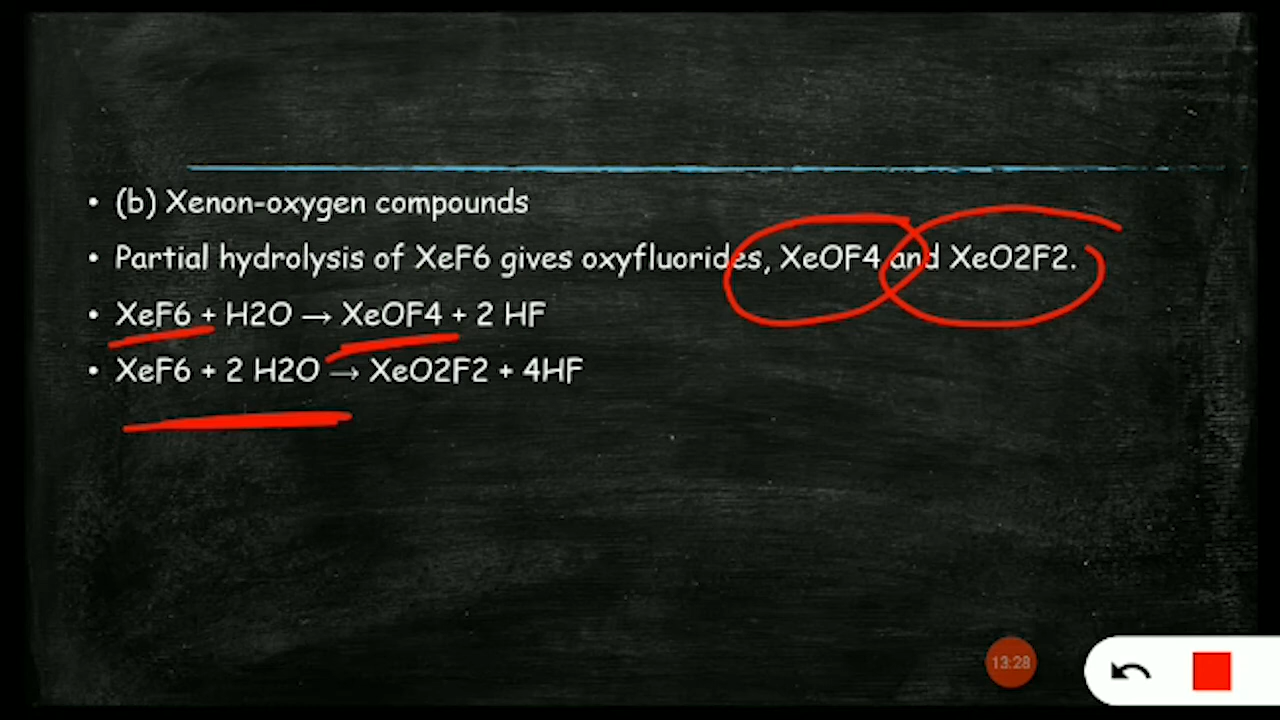 • (b) Xenon-oxygen compounds
• Partial hydrolysis of XeF6 gives oxyfluorides, XeOF4 and XeO2F2.
• XeF6 + H2O → XeOF4 + 2 HF
• XeF6 + 2 H2O → XeO2F2 + 4HF
13:28